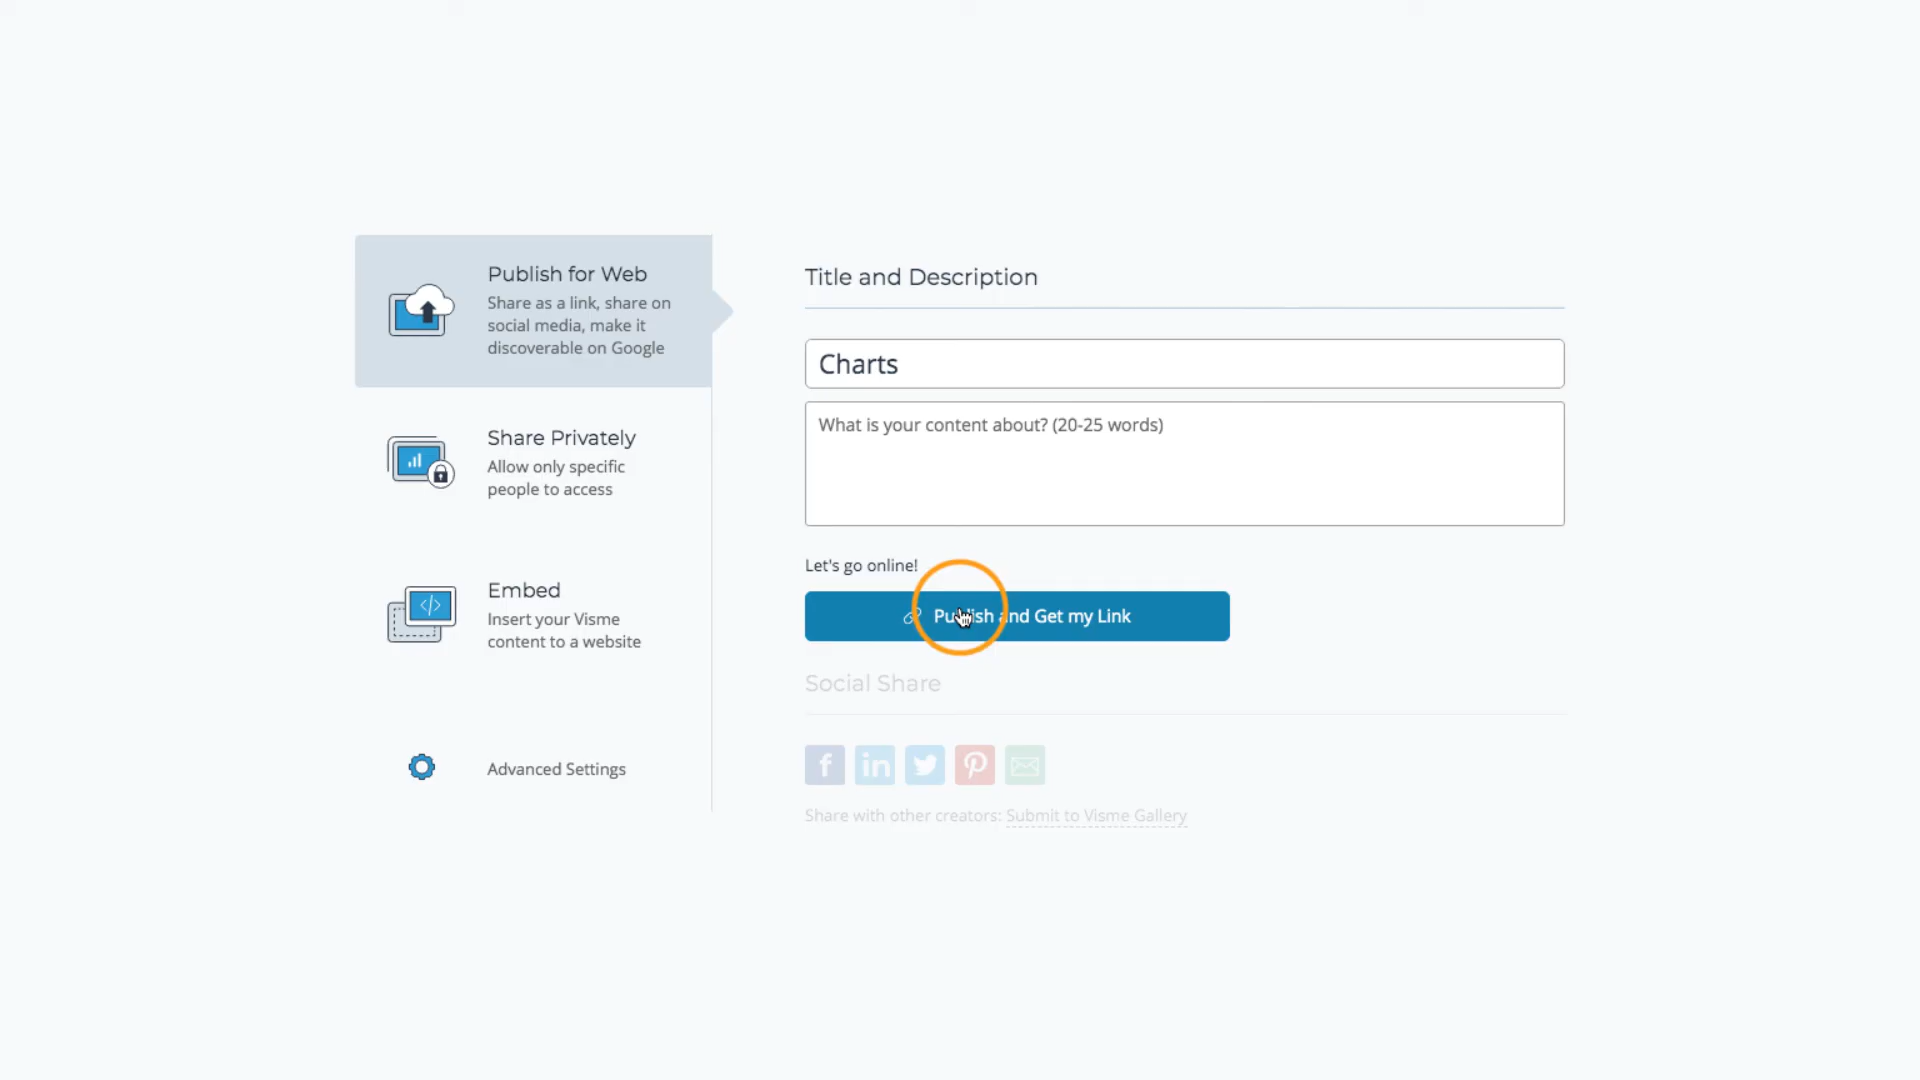 Publish for Web
Share as a link, share on
social media, make it
discoverable on Google
Share Privately
Allow only specific
people to access
Embed
Insert your Visme
content to a website
Advanced Settings
Title and Description
Charts
What is your content about? (20-25 words)
Let's go online!
Publish and Get my Link
Social Share
Share with other creators: Submit to Visme Gallery